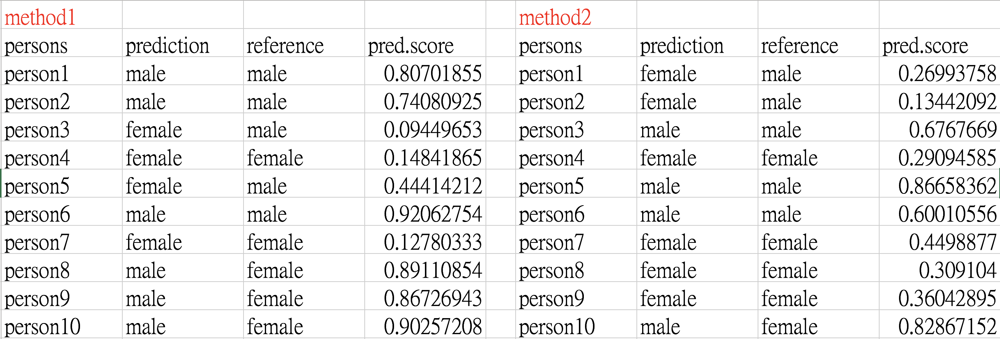 method1 method2
persons prediction reference pred.score persons prediction reference pred.score
person1 male male 0.80701855 person1 female male 0.26993758
person2 male male 0.74080925 person2 female male 0.13442092
person3 female male 0.09449653 person3 male male 0.6767669
person4 female female 0.14841865 person4 female female 0.29094585
person5 female male 0.44414212 person5 male male 0.86658362
person6 male male 0.92062754 person6 male male 0.60010556
person7 female female 0.12780333 person7 female female 0.4498877
person8 male female 0.89110854 person8 female female 0.309104
person9 male female 0.86726943 person9 female female 0.36042895
person10 male female 0.90257208 person10 male female 0.82867152